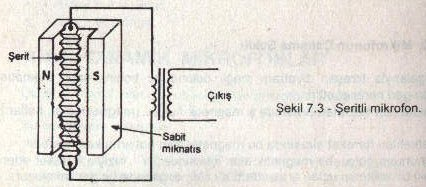 Şerit
N
S
Çıkış
Sabit
mıknatıs
Şekil 7.3 - Şeritli mikrofon.